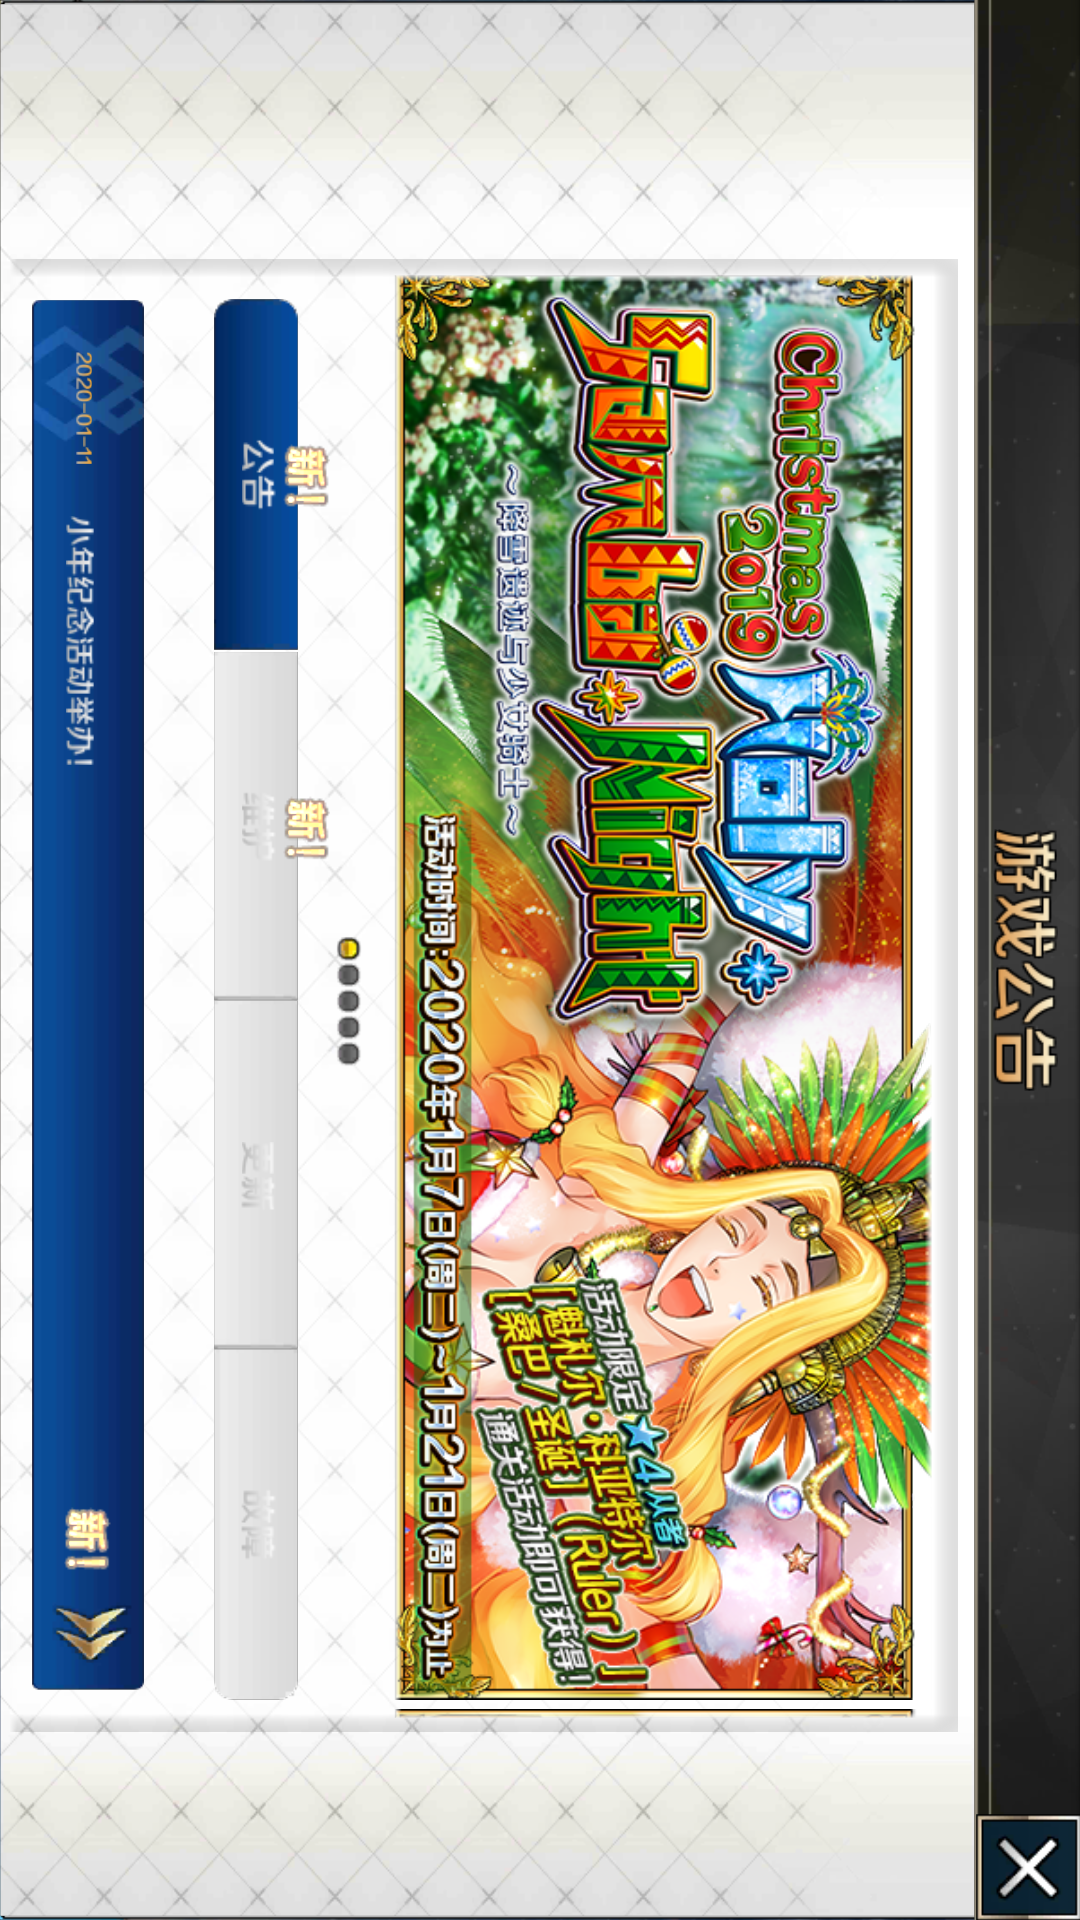 游戏公告
Christmas 2019
Holy
Samba
Night
~降雪遗迹与少女骑士~
活动限定★4从者
「魁札尔·科亚特尔
〔桑巴/圣诞〕(Ruler)」
通关活动即可获得!
活动时间:2020年1月7日(周二)~1月21日(周二)为止
新!
新!
公告
维护
更新
故障
2020-01-11
小年纪念活动举办!
新!